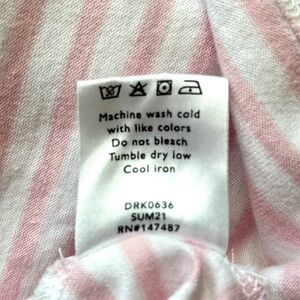 Machine wash cold
with like colors
Do not bleach
Tumble dry low
Cool iron
DRK0636
SUM21
RN#147487